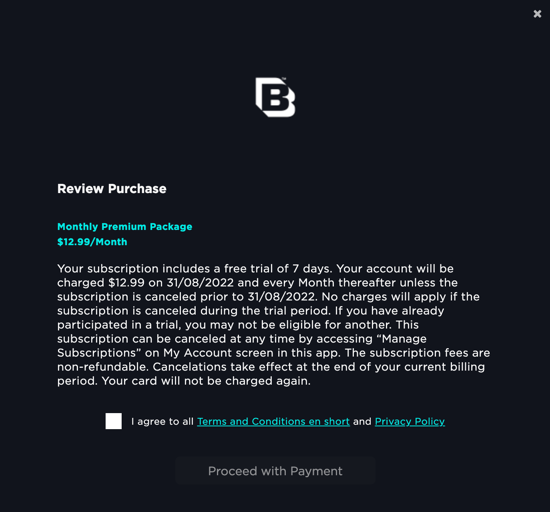 B
Review Purchase
Monthly Premium Package
$12.99/Month
Your subscription includes a free trial of 7 days. Your account will be
charged $12.99 on 31/08/2022 and every Month thereafter unless the
subscription is canceled prior to 31/08/2022. No charges will apply if the
subscription is canceled during the trial period. If you have already
participated in a trial, you may not be eligible for another. This
subscription can be canceled at any time by accessing “Manage
Subscriptions” on My Account screen in this app. The subscription fees are
non-refundable. Cancelations take effect at the end of your current billing
period. Your card will not be charged again.
I agree to all Terms and Conditions en short and Privacy Policy
Proceed with Payment